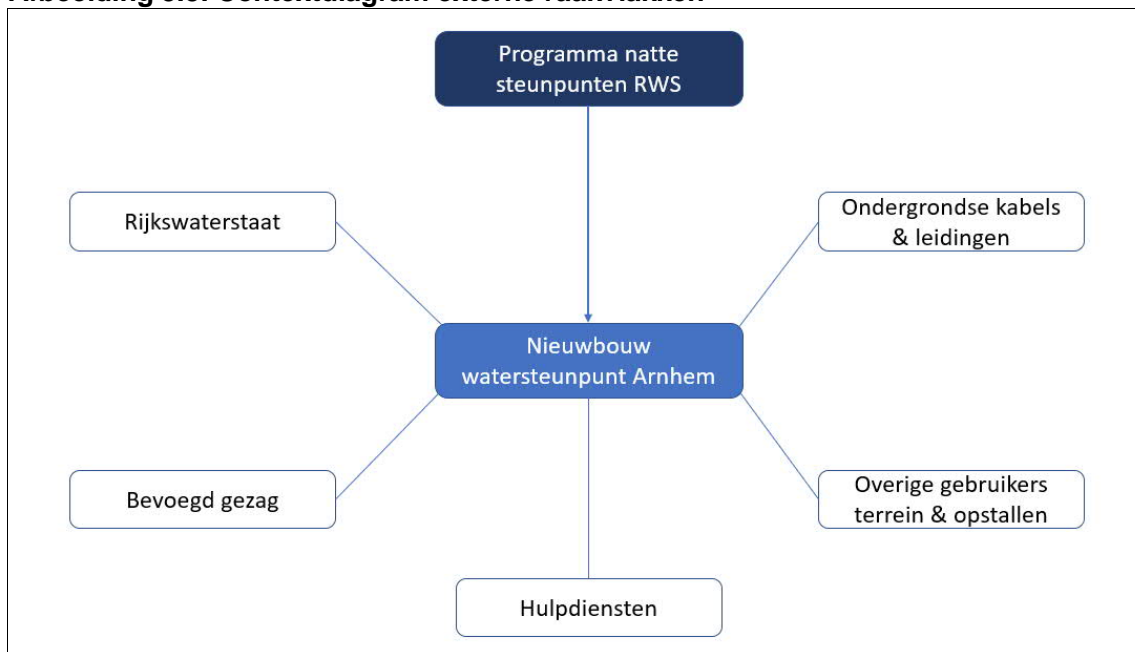 Programma natte
steunpunten RWS
Rijkswaterstaat
Ondergrondse kabels
& leidingen
Nieuwbouw
watersteunpunt Arnhem
Bevoegd gezag
Overige gebruikers
terrein & opstallen
Hulpdiensten